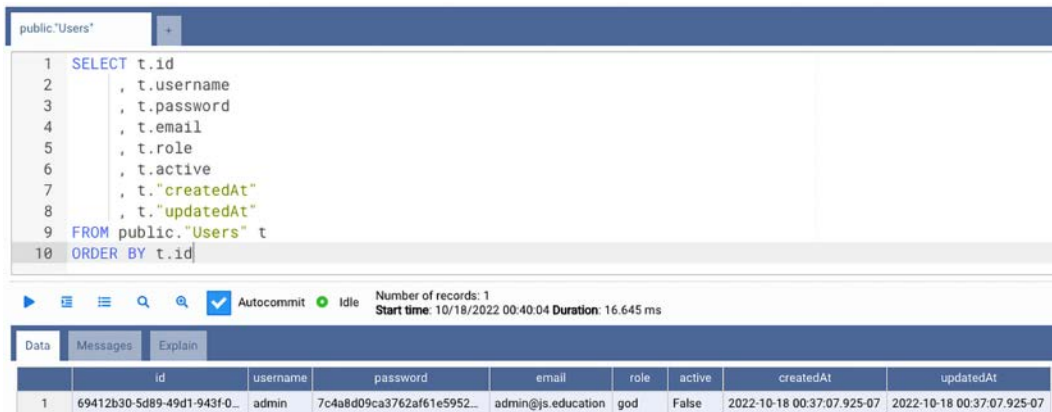 public."Users" +
1 SELECT t.id
2 , t.username
3 , t.password
4 , t.email
5 , t.role
6 , t.active
7 , t."createdAt"
8 , t."updatedAt"
9 FROM public."Users" t
10 ORDER BY t.id
Autocommit Idle Number of records: 1
Start time: 10/18/2022 00:40:04 Duration: 16.645 ms
Data Messages Explain
id username password email role active createdAt updatedAt
1 69412b30-5d89-49d1-943f-0... admin 7c4a8d09ca3762af61e5952... admin@js.education god False 2022-10-18 00:37:07.925-07 2022-10-18 00:37:07.925-07